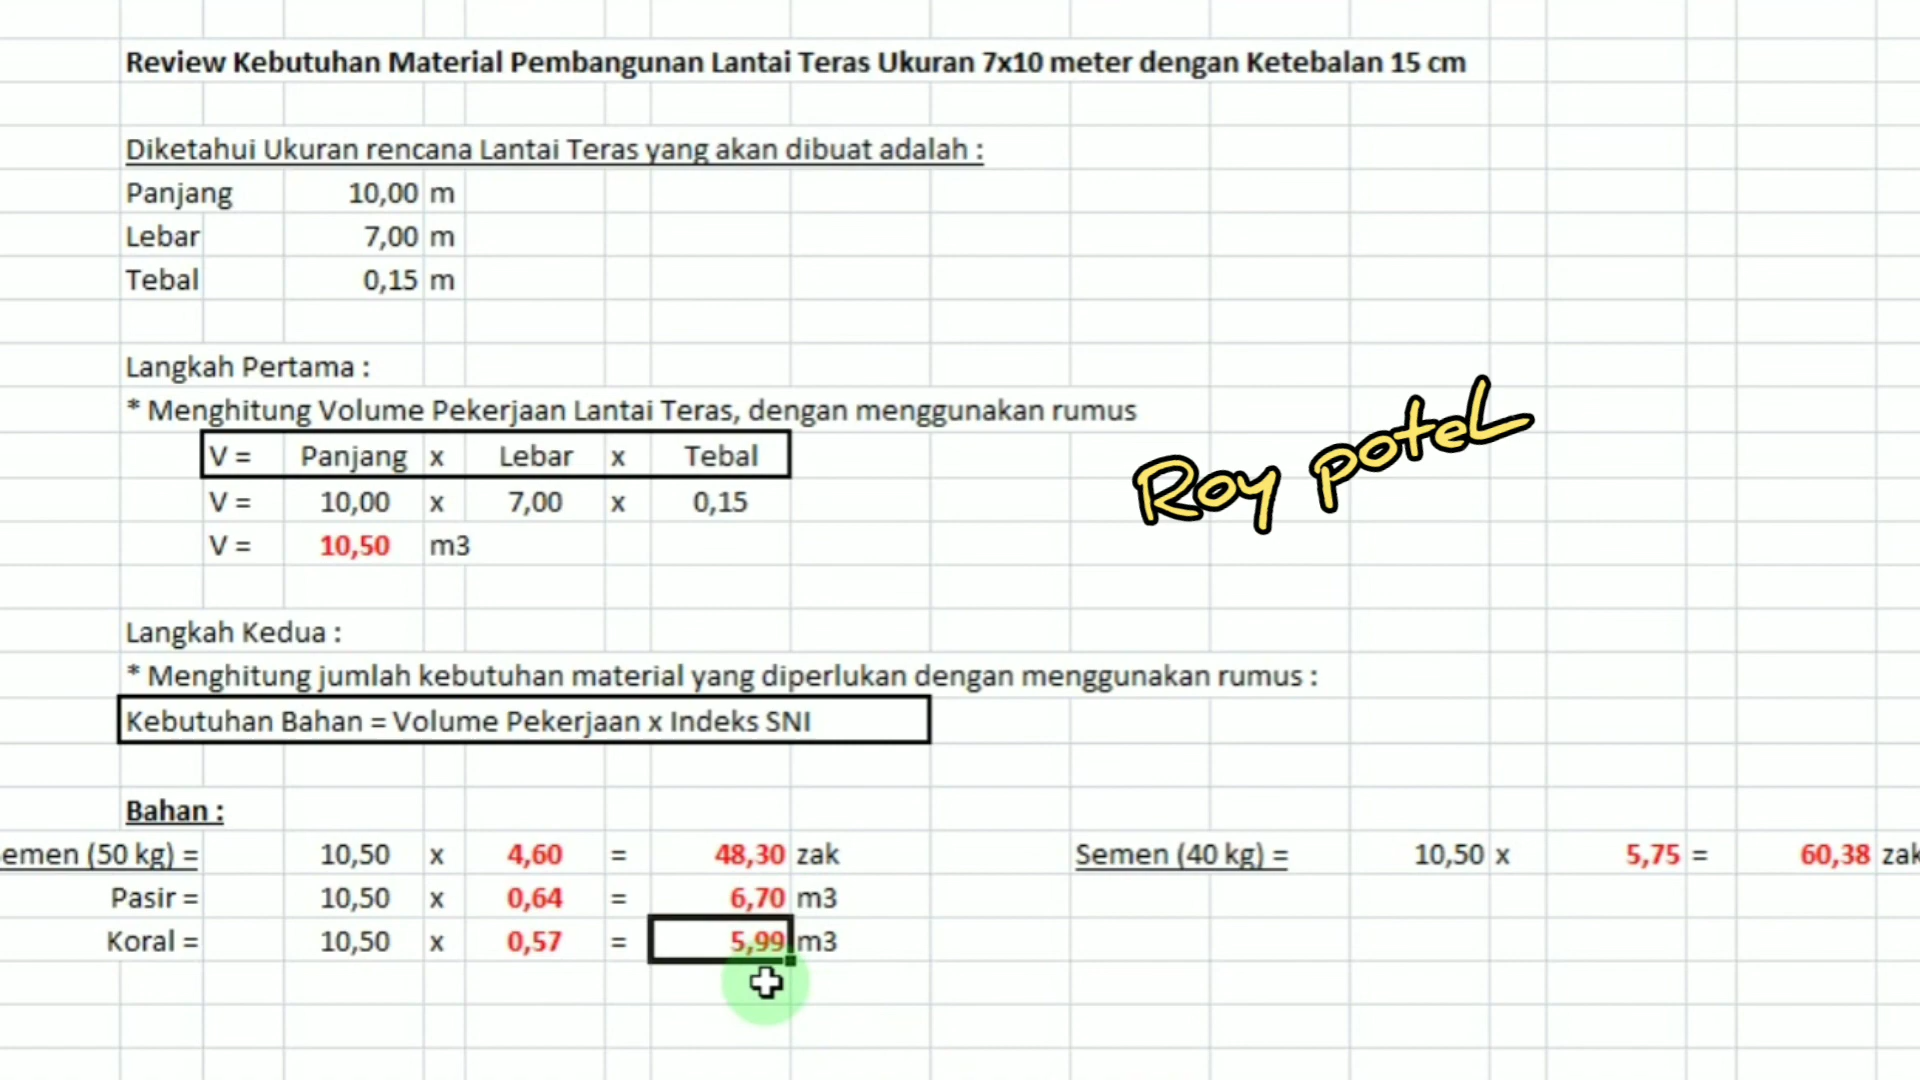 Review Kebutuhan Material Pembangunan Lantai Teras Ukuran 7x10 meter dengan Ketebalan 15 cm
Diketahui Ukuran rencana Lantai Teras yang akan dibuat adalah :
Panjang 10,00 m
Lebar 7,00 m
Tebal 0,15 m
Langkah Pertama :
* Menghitung Volume Pekerjaan Lantai Teras, dengan menggunakan rumus
V = Panjang x Lebar x Tebal
V = 10,00 x 7,00 x 0,15
V = 10,50 m3
Roy poteL
Langkah Kedua :
* Menghitung jumlah kebutuhan material yang diperlukan dengan menggunakan rumus :
Kebutuhan Bahan = Volume Pekerjaan x Indeks SNI
Bahan :
emen (50 kg) = 10,50 x 4,60 = 48,30 zak Semen (40 kg) = 10,50 x 5,75 = 60,38 zak
Pasir = 10,50 x 0,64 = 6,70 m3
Koral = 10,50 x 0,57 = 5,99 m3